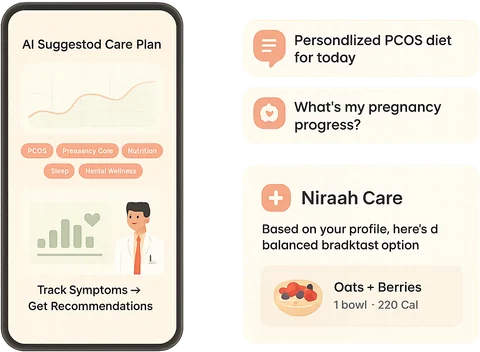 AI Suggestod Care Plan
PCOS
Preaaancy Core
Nutrition
Sleep
Hental Wellness
Track Symptoms →
Get Recommendations
Persondlized PCOS diet
for today
What's my pregnancy
progress?
Niraah Care
Based on your profile, here's d
balanced bradktast option
Oats + Berries
1 bowl · 220 Cal